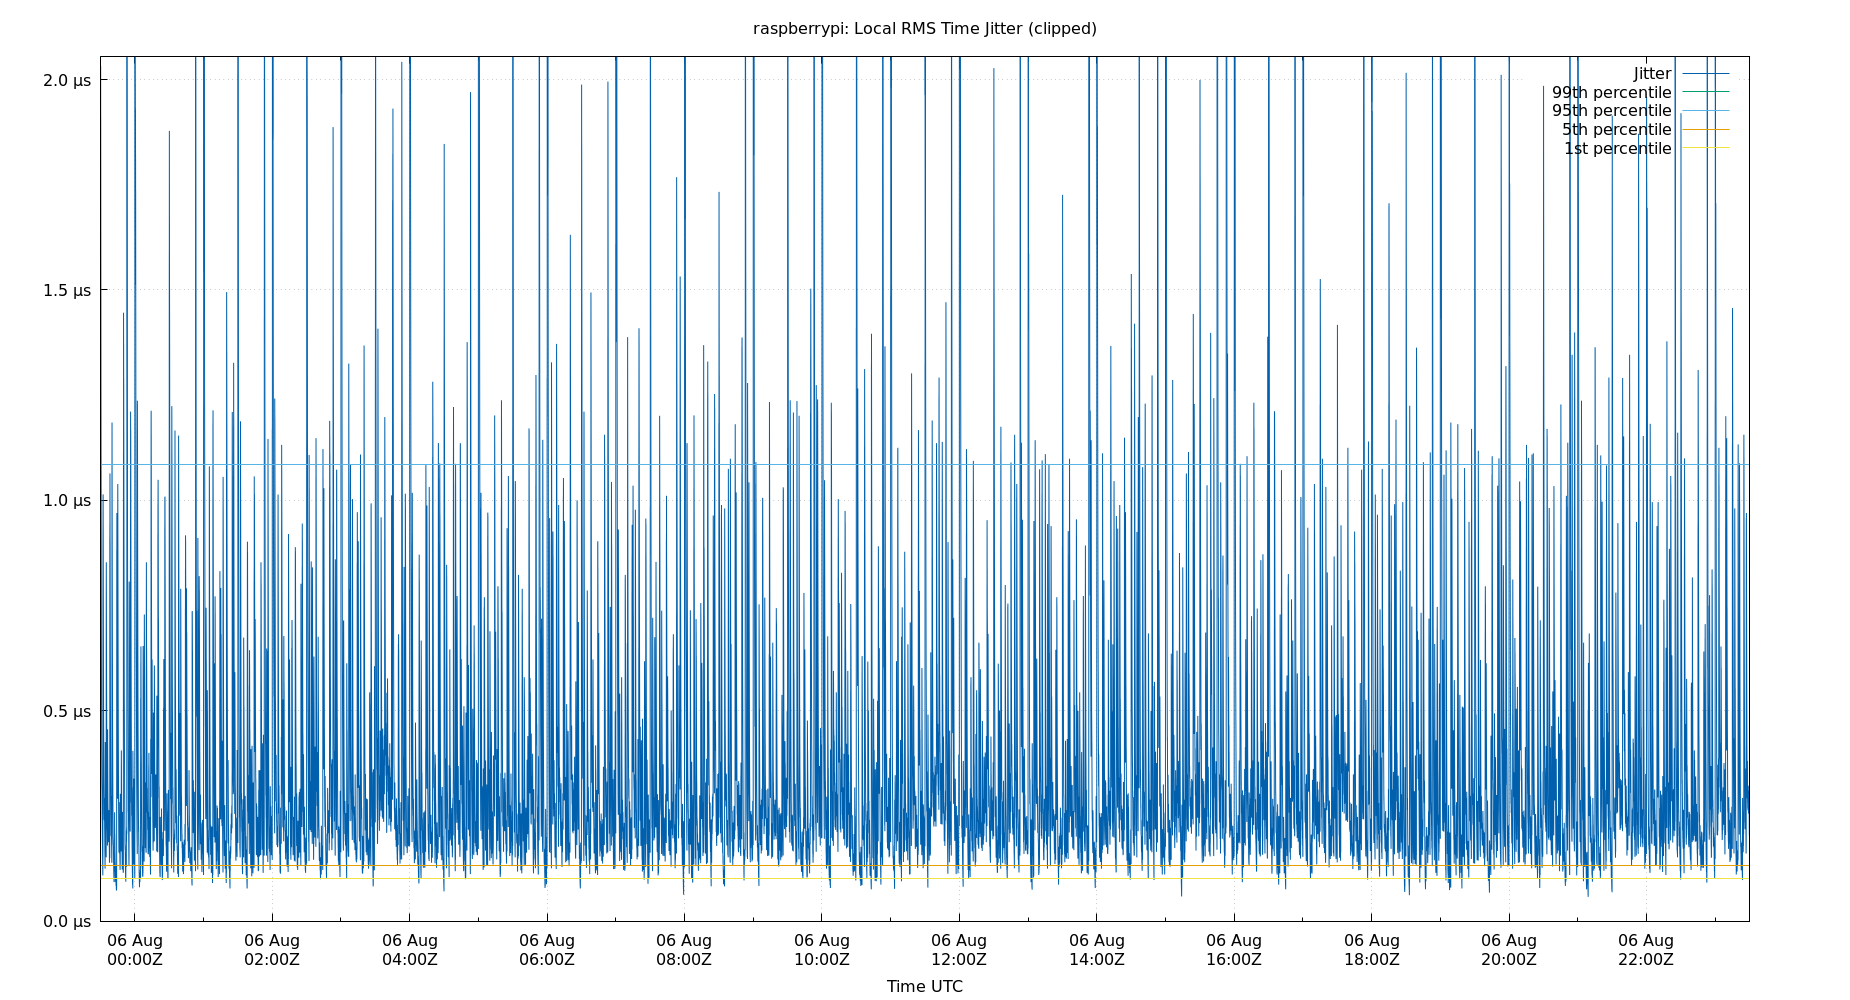 raspberrypi: Local RMS Time Jitter (clipped)
2.0 µs
1.5 µs
1.0 µs
0.5 µs
0.0 µs
Jitter
99th percentile
95th percentile
5th percentile
1st percentile
06 Aug 06 Aug 06 Aug 06 Aug 06 Aug 06 Aug 06 Aug 06 Aug 06 Aug 06 Aug 06 Aug 06 Aug
00:00Z 02:00Z 04:00Z 06:00Z 08:00Z 10:00Z 12:00Z 14:00Z 16:00Z 18:00Z 20:00Z 22:00Z
Time UTC